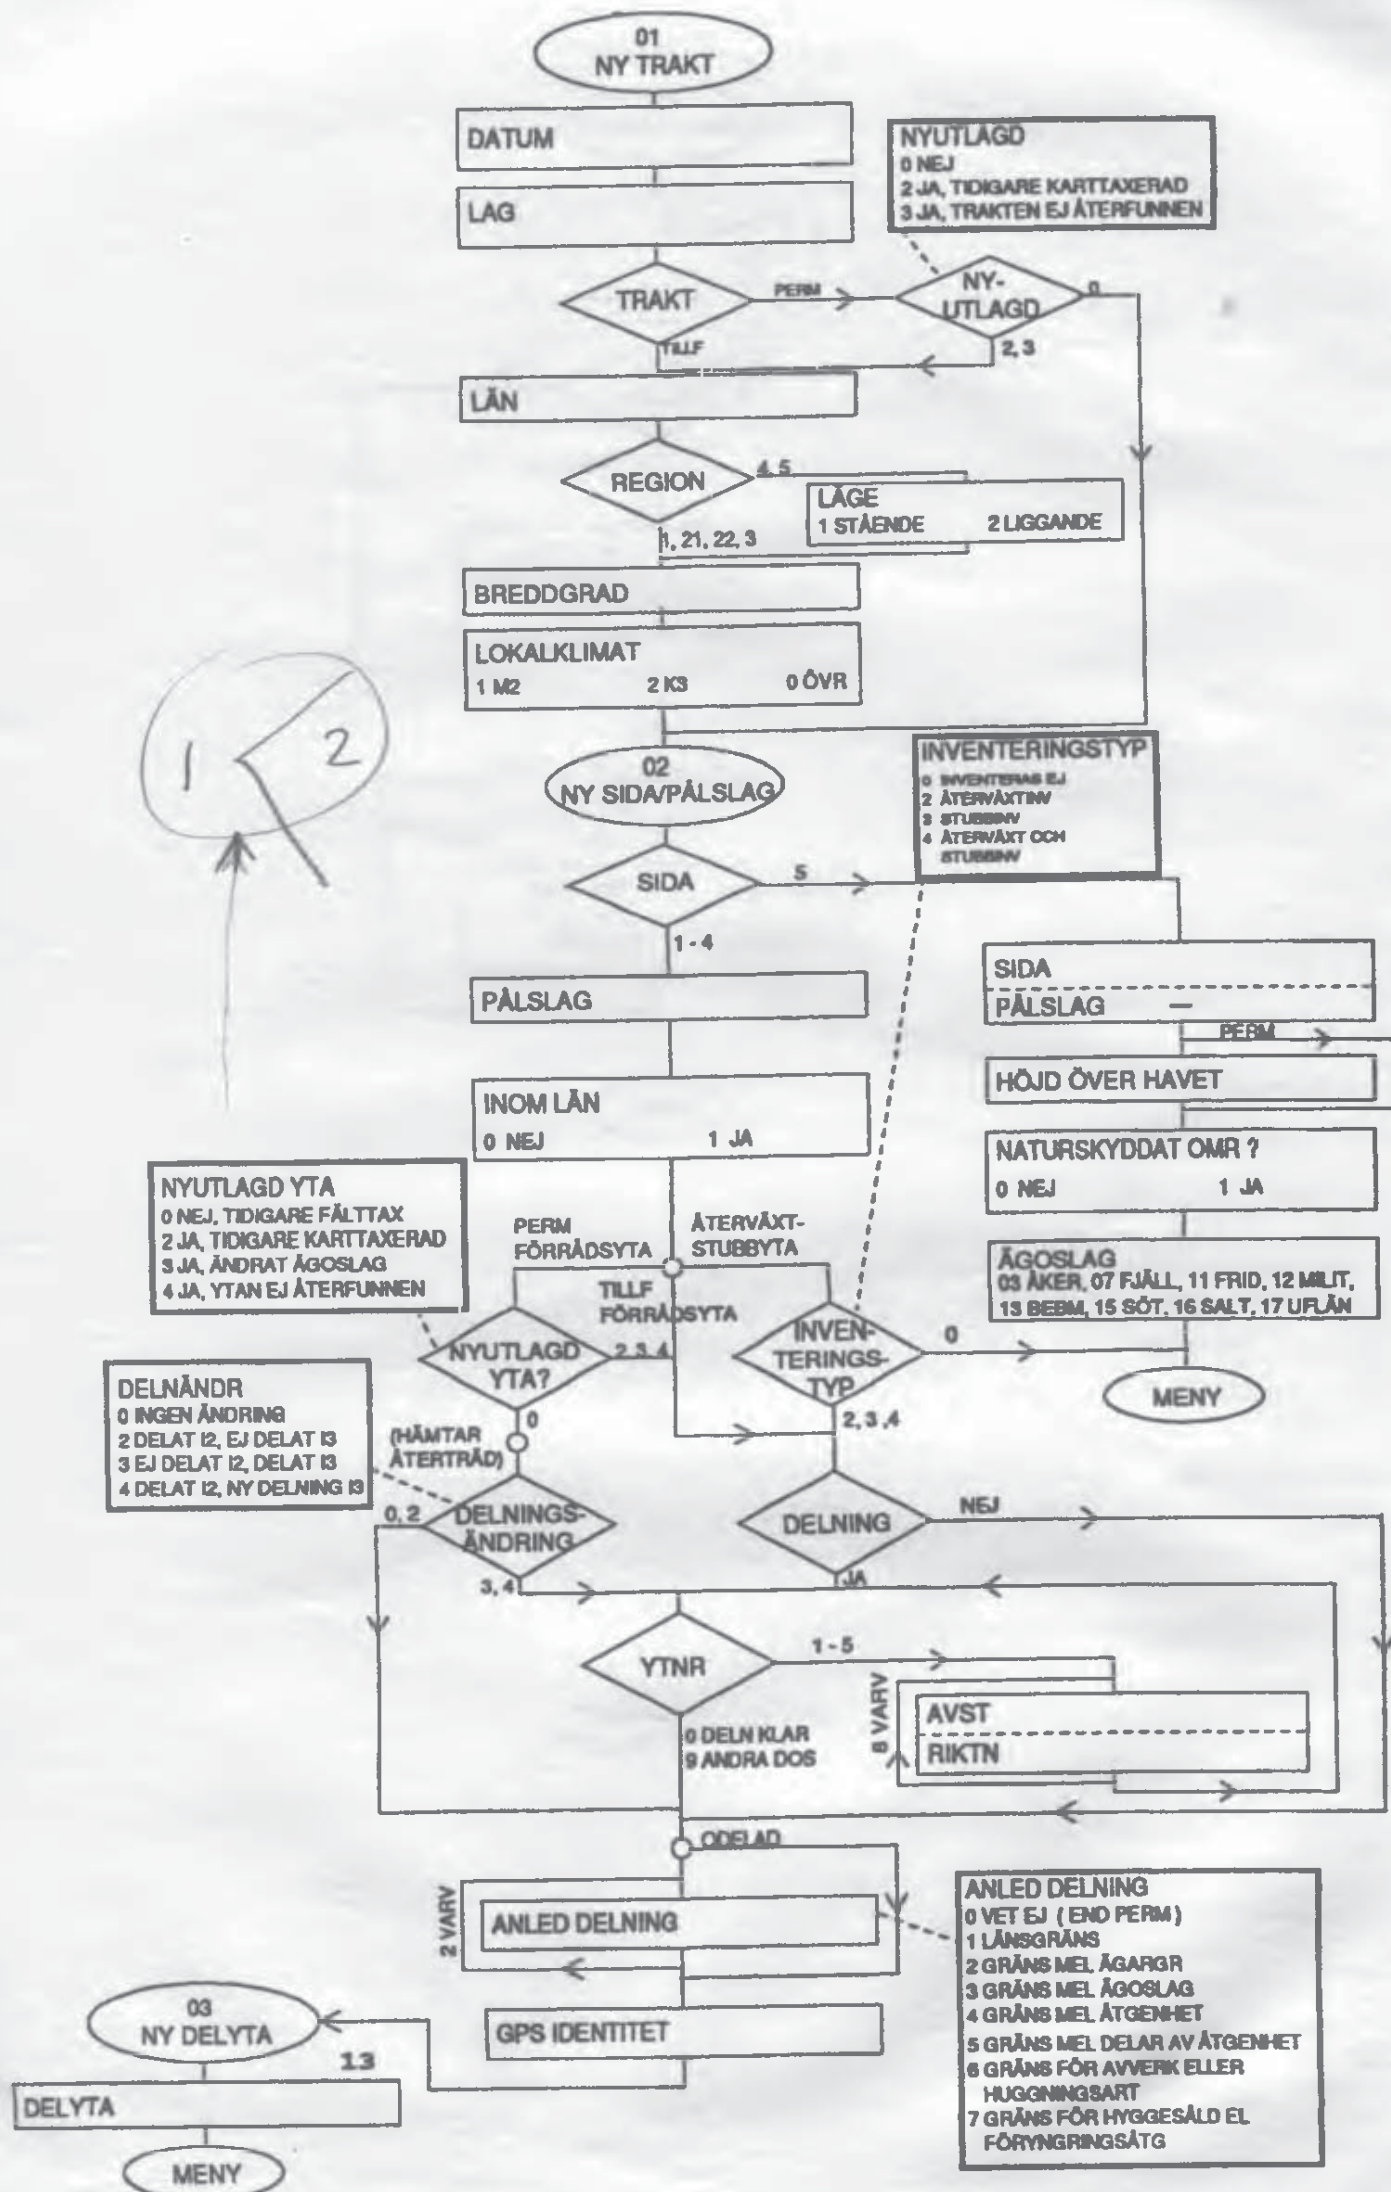 01
NY TRAKT
DATUM
LAG
NYUTLAGD
0 NEJ
2 JA, TIDIGARE KARTTAXERAD
3 JA, TRAKTEN EJ ÅTERFUNNEN
TRAKT
PERM
NY-
UTLAGD
0
TILLF
2, 3
LÄN
REGION
4, 5
LÄGE
1 STÅENDE 2 LIGGANDE
1, 21, 22, 3
BREDDGRAD
LOKALKLIMAT
1 M2 2 K3 0 ÖVR
1 2
02
NY SIDA/PÅLSLAG
INVENTERINGSTYP
0 INVENTERAS EJ
2 ÅTERVÄXTINV
3 STUBBINV
4 ÅTERVÄXT OCH
STUBBINV
SIDA
5
1 - 4
PÅLSLAG
SIDA
PÅLSLAG —
PERM
HÖJD ÖVER HAVET
INOM LÄN
0 NEJ 1 JA
NATURSKYDDAT OMR ?
0 NEJ 1 JA
NYUTLAGD YTA
0 NEJ, TIDIGARE FÄLTTAX
2 JA, TIDIGARE KARTTAXERAD
3 JA, ÄNDRAT ÄGOSLAG
4 JA, YTAN EJ ÅTERFUNNEN
PERM
FÖRRÅDSYTA
ÅTERVÄXT-
STUBBYTA
TILLF
FÖRRÅDSYTA
ÄGOSLAG
03 ÅKER, 07 FJÄLL, 11 FRID, 12 MILIT,
13 BEBM, 15 SÖT, 16 SALT, 17 UFLÄN
NYUTLAGD
YTA?
2, 3, 4
INVEN-
TERINGS-
TYP
0
MENY
DELNÄNDR
0 INGEN ÄNDRING
2 DELAT I2, EJ DELAT I3
3 EJ DELAT I2, DELAT I3
4 DELAT I2, NY DELNING I3
0
2, 3 ,4
(HÄMTAR
ÅTERTRÄD)
0, 2
DELNINGS-
ÄNDRING
DELNING
NEJ
3, 4
JA
YTNR
1 - 5
8 VARV
AVST
RIKTN
0 DELN KLAR
9 ANDRA DOS
ODELAD
2 VARV
ANLED DELNING
ANLED DELNING
0 VET EJ ( END PERM )
1 LÄNSGRÄNS
2 GRÄNS MEL ÄGARGR
3 GRÄNS MEL ÄGOSLAG
4 GRÄNS MEL ÅTGENHET
5 GRÄNS MEL DELAR AV ÅTGENHET
6 GRÄNS FÖR AVVERK ELLER
HUGGNINGSART
7 GRÄNS FÖR HYGGESÅLD EL
FÖRYNGRINGSÅTG
GPS IDENTITET
03
NY DELYTA
13
DELYTA
MENY